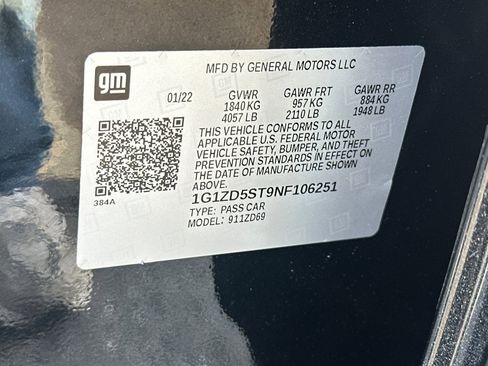 gm
MFD BY GENERAL MOTORS LLC
01/22 GVWR GAWR FRT GAWR RR
1840 KG 957 KG 884 KG
4057 LB 2110 LB 1948 LB
THIS VEHICLE CONFORMS TO ALL
APPLICABLE U.S. FEDERAL MOTOR
VEHICLE SAFETY, BUMPER, AND THEFT
PREVENTION STANDARDS IN EFFECT ON
THE DATE OF MANUFACTURE SHOWN
ABOVE.
384A
1G1ZD5ST9NF106251
TYPE: PASS CAR
MODEL: 911ZD69